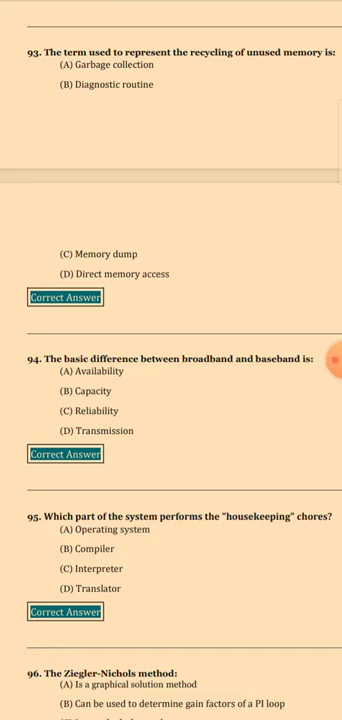 93. The term used to represent the recycling of unused memory is:
(A) Garbage collection
(B) Diagnostic routine
(C) Memory dump
(D) Direct memory access
Correct Answer
94. The basic difference between broadband and baseband is:
(A) Availability
(B) Capacity
(C) Reliability
(D) Transmission
Correct Answer
95. Which part of the system performs the "housekeeping" chores?
(A) Operating system
(B) Compiler
(C) Interpreter
(D) Translator
Correct Answer
96. The Ziegler-Nichols method:
(A) Is a graphical solution method
(B) Can be used to determine gain factors of a PI loop